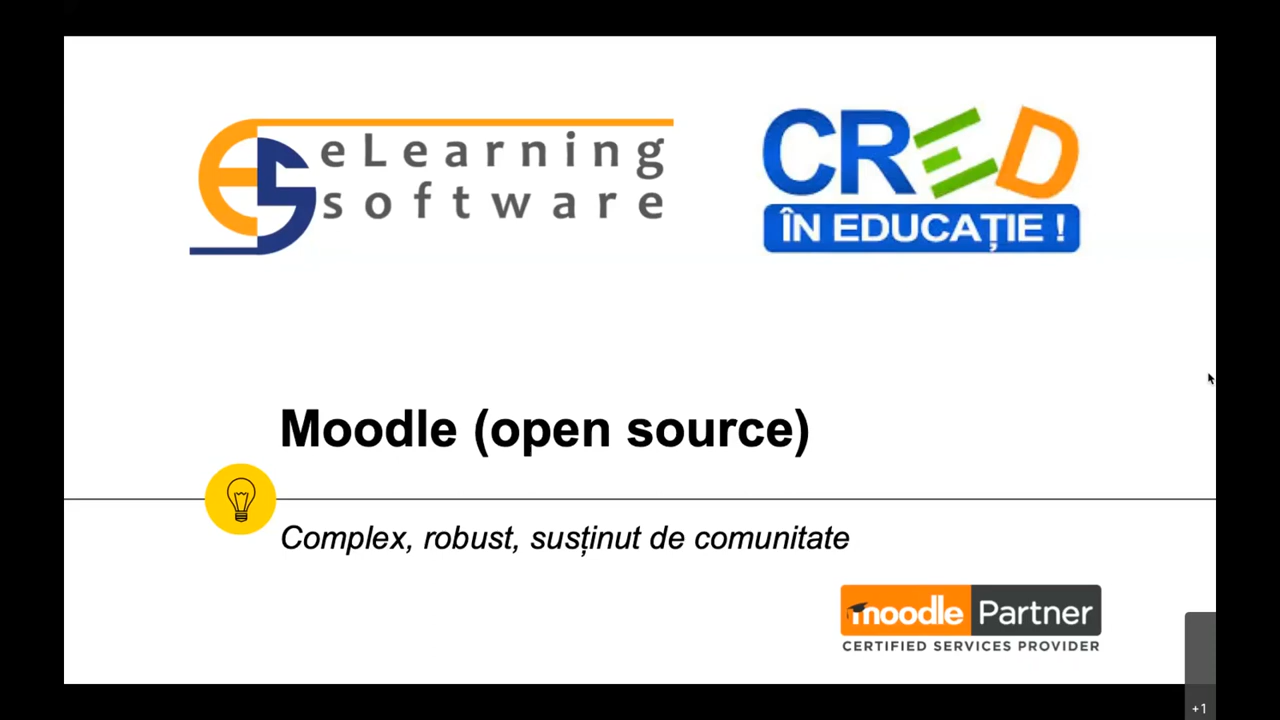 eLearning
software
CRED
ÎN EDUCAȚIE !
Moodle (open source)
Complex, robust, susținut de comunitate
moodle Partner
CERTIFIED SERVICES PROVIDER
+1